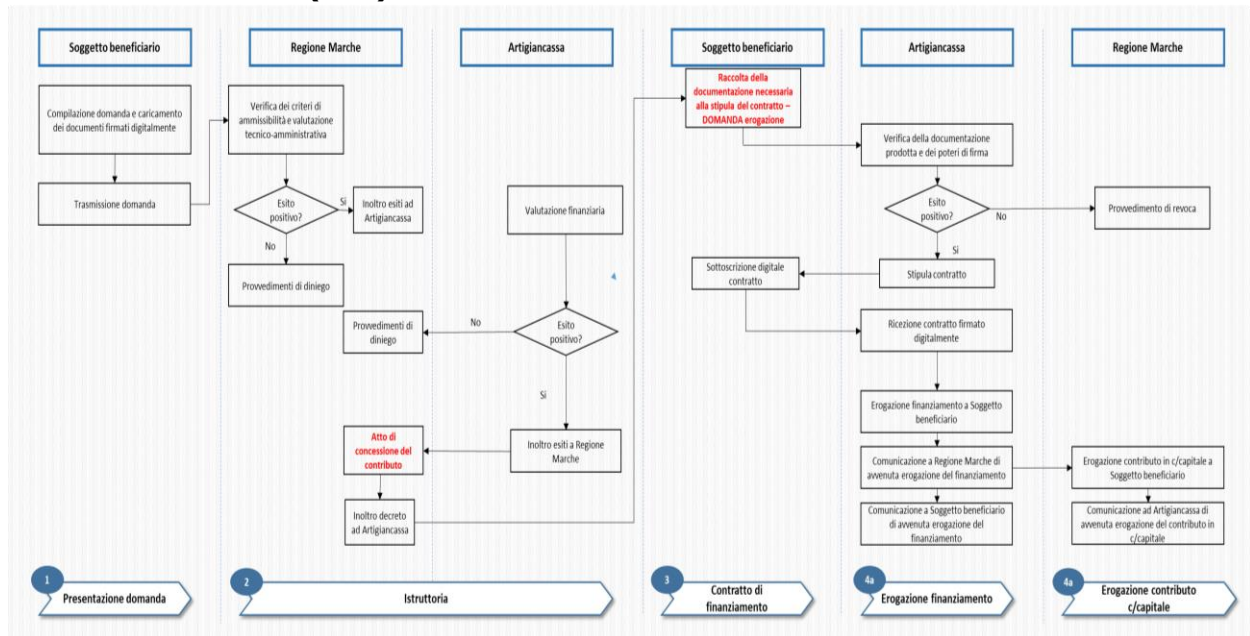 Soggetto beneficiario
Regione Marche
Artigiancassa
Soggetto beneficiario
Artigiancassa
Regione Marche
Compilazione domanda e caricamento
dei documenti firmati digitalmente
Trasmissione domanda
Verifica dei criteri di
ammissibilità e valutazione
tecnico-amministrativa
Esito
positivo?
Si
Inoltro esiti ad
Artigiancassa
No
Provvedimenti di diniego
Valutazione finanziaria
Esito
positivo?
No
Provvedimenti di
diniego
Si
Inoltro esiti a Regione
Marche
Atto di
concessione del
contributo
Inoltro decreto
ad Artigiancassa
Raccolta della
documentazione necessaria
alla stipula del contratto –
DOMANDA erogazione
Verifica della documentazione
prodotta e dei poteri di firma
Esito
positivo?
No
Provvedimento di revoca
Si
Stipula contratto
Sottoscrizione digitale
contratto
Ricezione contratto firmato
digitalmente
Erogazione finanziamento a Soggetto
beneficiario
Comunicazione a Regione Marche di
avvenuta erogazione del finanziamento
Comunicazione a Soggetto beneficiario
di avvenuta erogazione del
finanziamento
Erogazione contributo in c/capitale a
Soggetto beneficiario
Comunicazione ad Artigiancassa di
avvenuta erogazione del contributo in
c/capitale
1
Presentazione domanda
2
Istruttoria
3
Contratto di
finanziamento
4a
Erogazione finanziamento
4a
Erogazione contributo
c/capitale